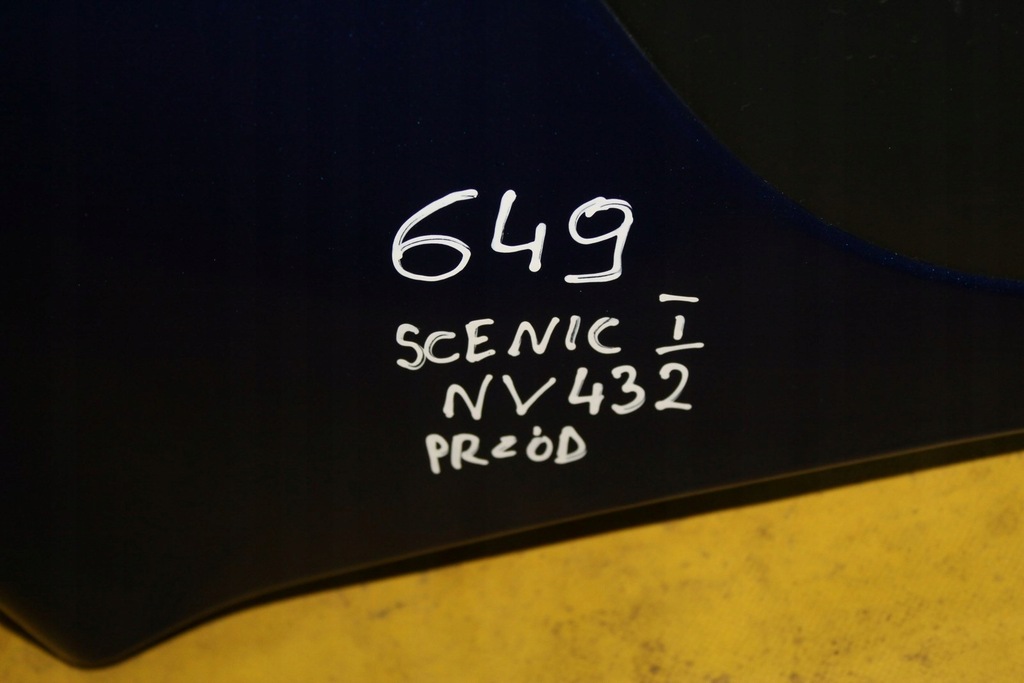 649
SCENIC I
NV432
PRZÓD